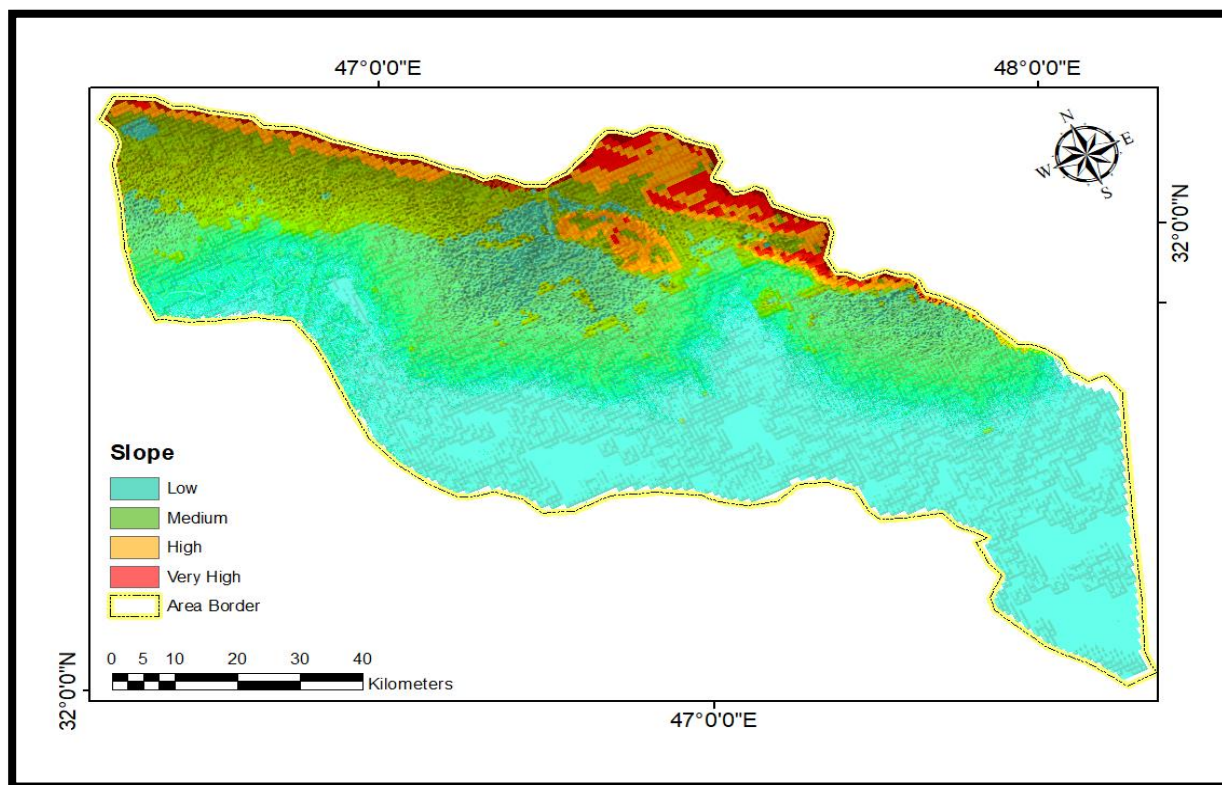 47°0'0"E
48°0'0"E
N
E
W
S
32°0'0"N
Slope
Low
Medium
High
Very High
Area Border
0 5 10 20 30 40
Kilometers
32°0'0"N
47°0'0"E